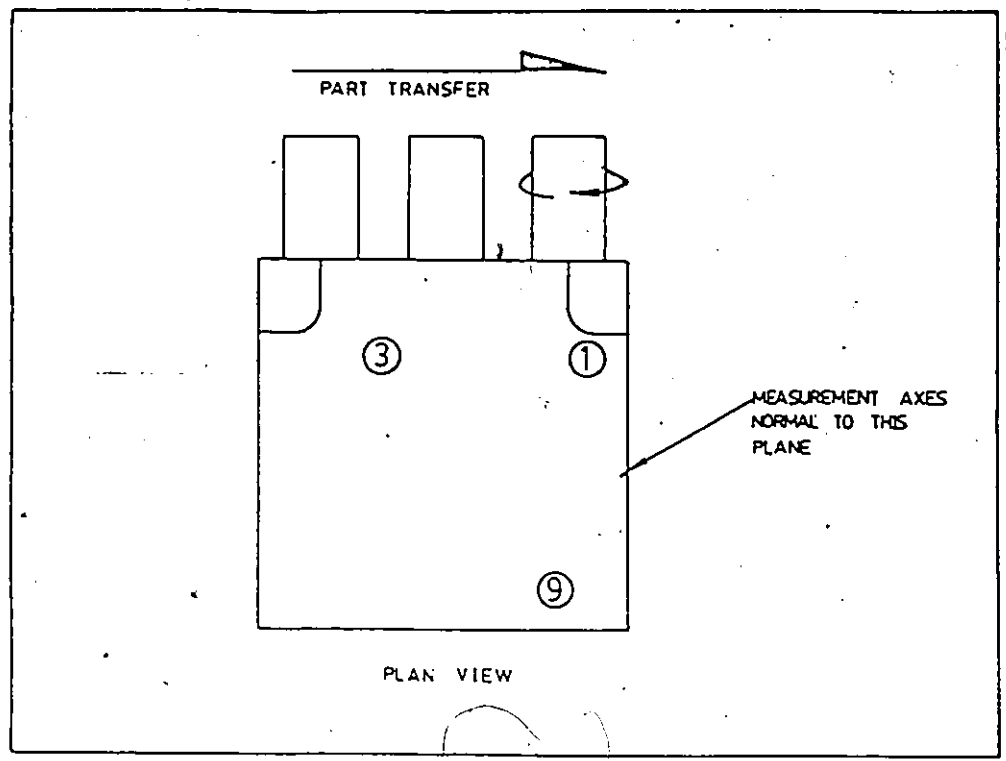 PART TRANSFER
3
1
MEASUREMENT AXES
NORMAL TO THIS
PLANE
9
PLAN VIEW